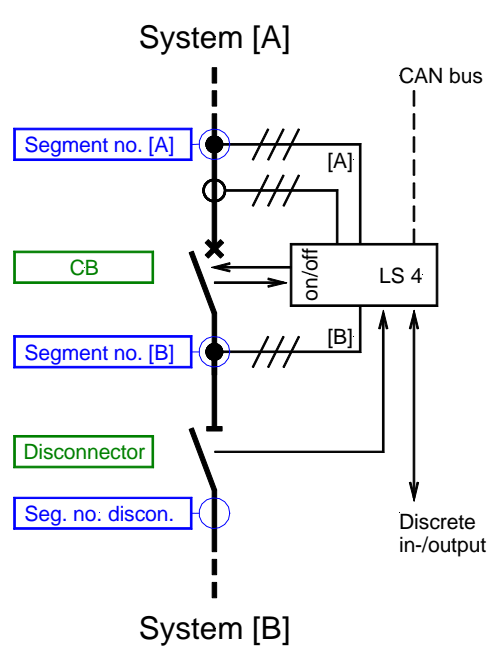 System [A]
CAN bus
Segment no. [A]
[A]
CB
on/off
LS 4
Segment no. [B]
[B]
Disconnector
Seg. no. discon.
Discrete
in-/output
System [B]